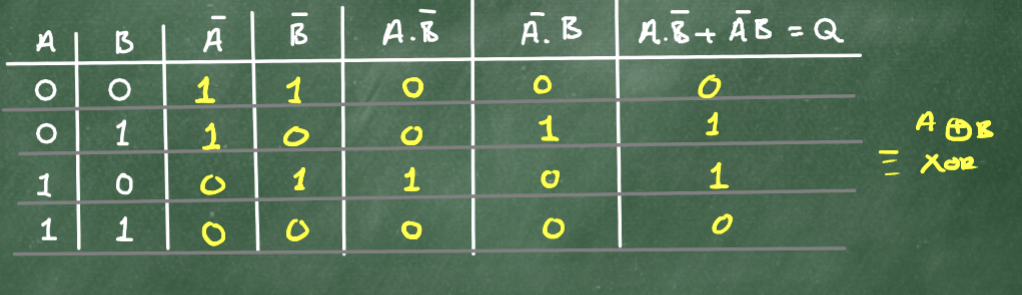 A B A̅ B̅ A.B̅ A̅.B A.B̅ + A̅B = Q
0 0 1 1 0 0 0
0 1 1 0 0 1 1
1 0 0 1 1 0 1
1 1 0 0 0 0 0
A ⊕ B
≡ XOR